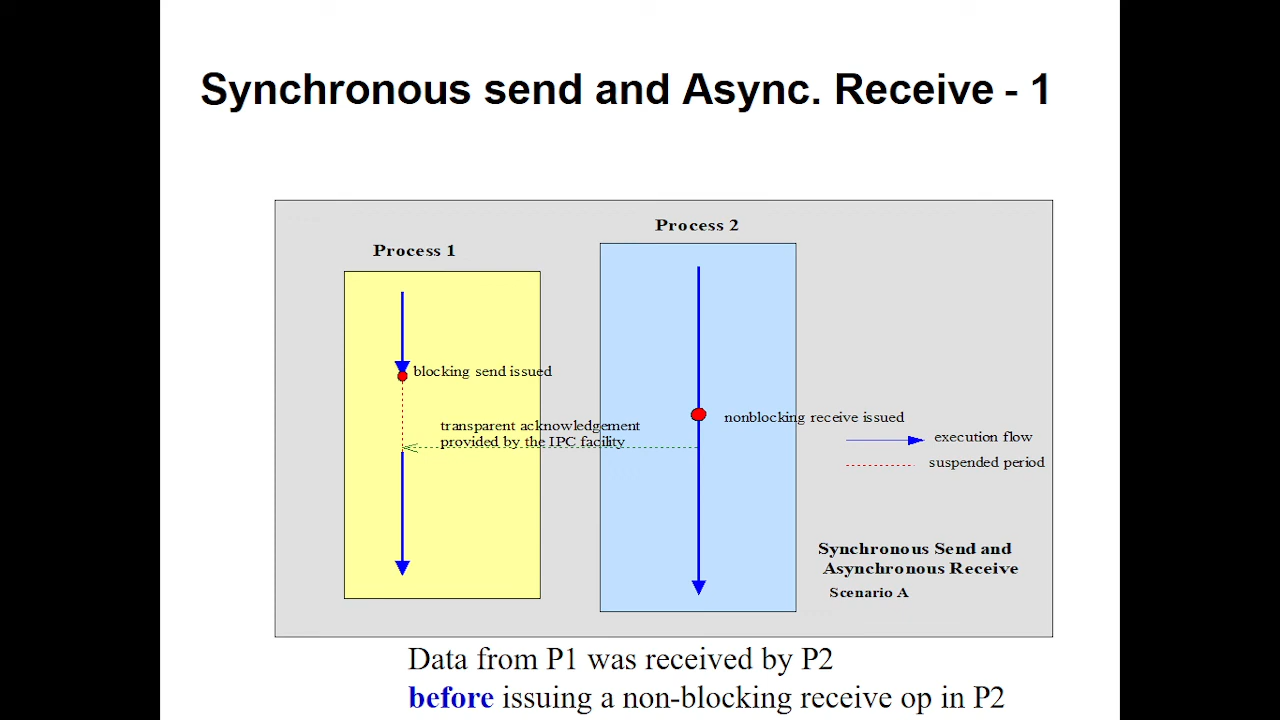 Synchronous send and Async. Receive - 1
Process 2
Process 1
blocking send issued
nonblocking receive issued
transparent acknowledgement
provided by the IPC facility
execution flow
suspended period
Synchronous Send and
Asynchronous Receive
Scenario A
Data from P1 was received by P2
before issuing a non-blocking receive op in P2